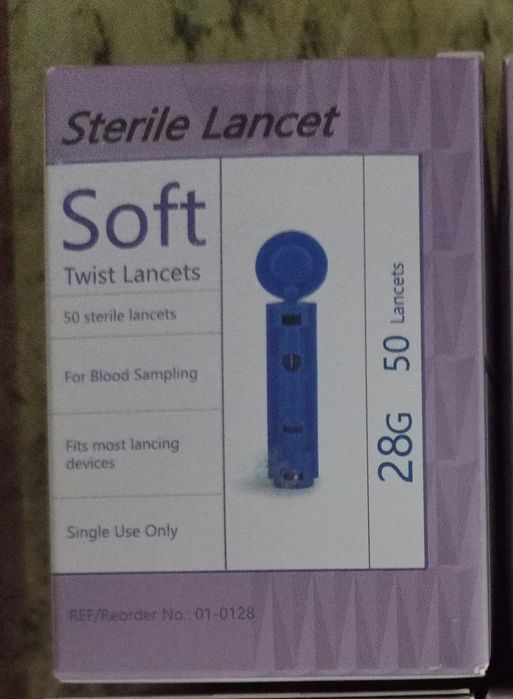 Sterile Lancet
Soft
Twist Lancets
50 sterile lancets
For Blood Sampling
Fits most lancing
devices
Single Use Only
28G 50 Lancets
REF/Reorder No.: 01-0128